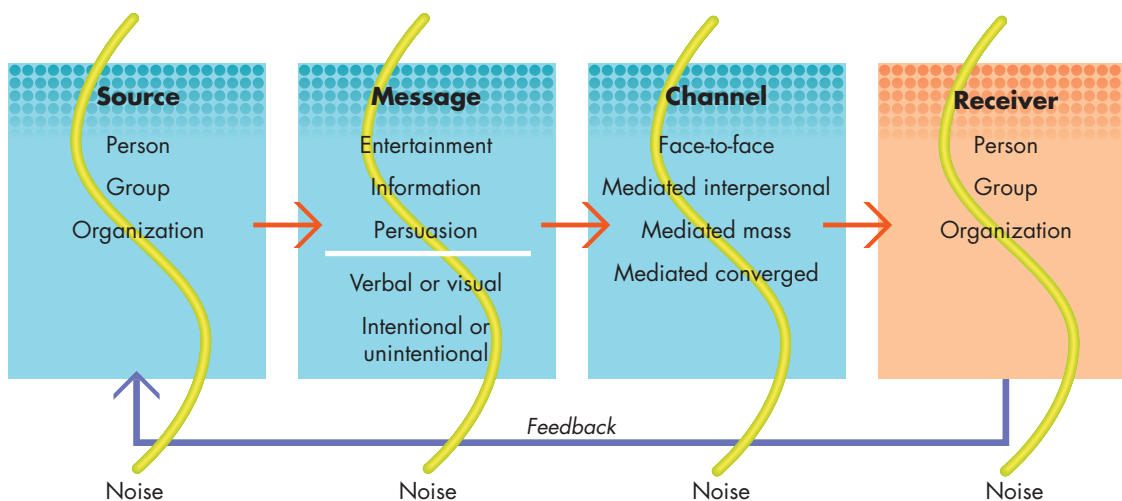 Source
Person
Group
Organization
Message
Entertainment
Information
Persuasion
Verbal or visual
Intentional or
unintentional
Channel
Face-to-face
Mediated interpersonal
Mediated mass
Mediated converged
Receiver
Person
Group
Organization
Feedback
Noise
Noise
Noise
Noise